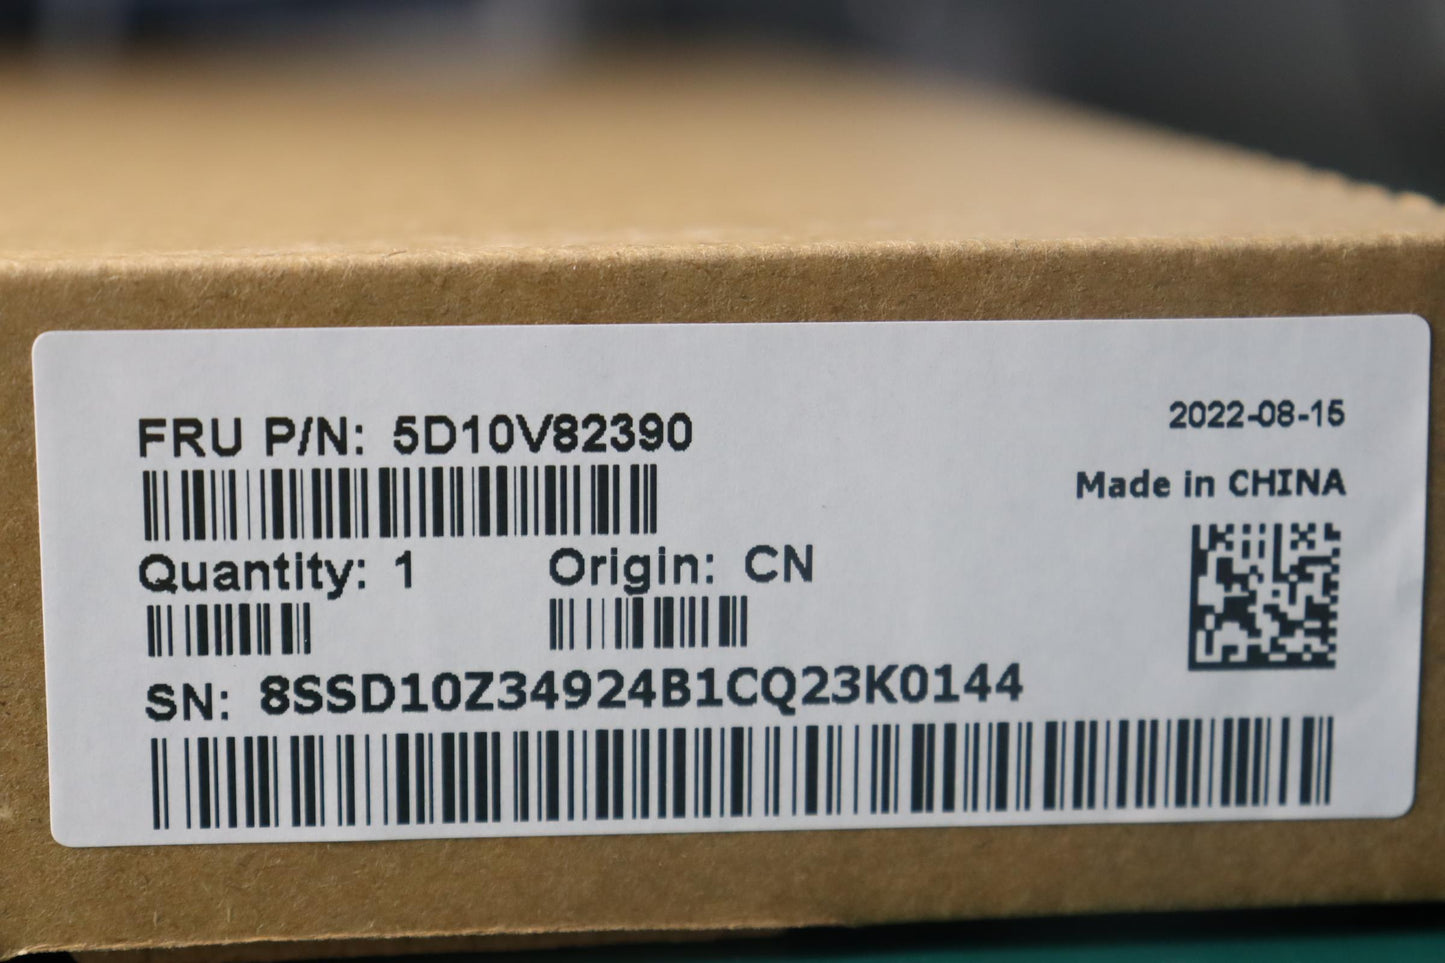 FRU P/N: 5D10V82390
2022-08-15
Made in CHINA
Quantity: 1
Origin: CN
SN: 8SSD10Z34924B1CQ23K0144